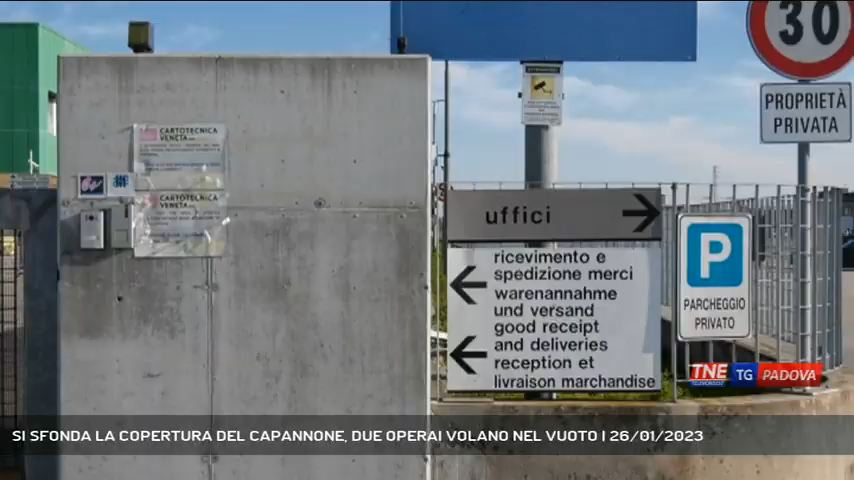 30
PROPRIETÀ
PRIVATA
CARTOTECNICA
VENETA
CARTOTECNICA
VENETA
uffici
ricevimento e
spedizione merci
warenannahme
und versand
good receipt
and deliveries
reception et
livraison marchandise
P
PARCHEGGIO
PRIVATO
TNE TG PADOVA
SI SFONDA LA COPERTURA DEL CAPANNONE, DUE OPERAI VOLANO NEL VUOTO | 26/01/2023